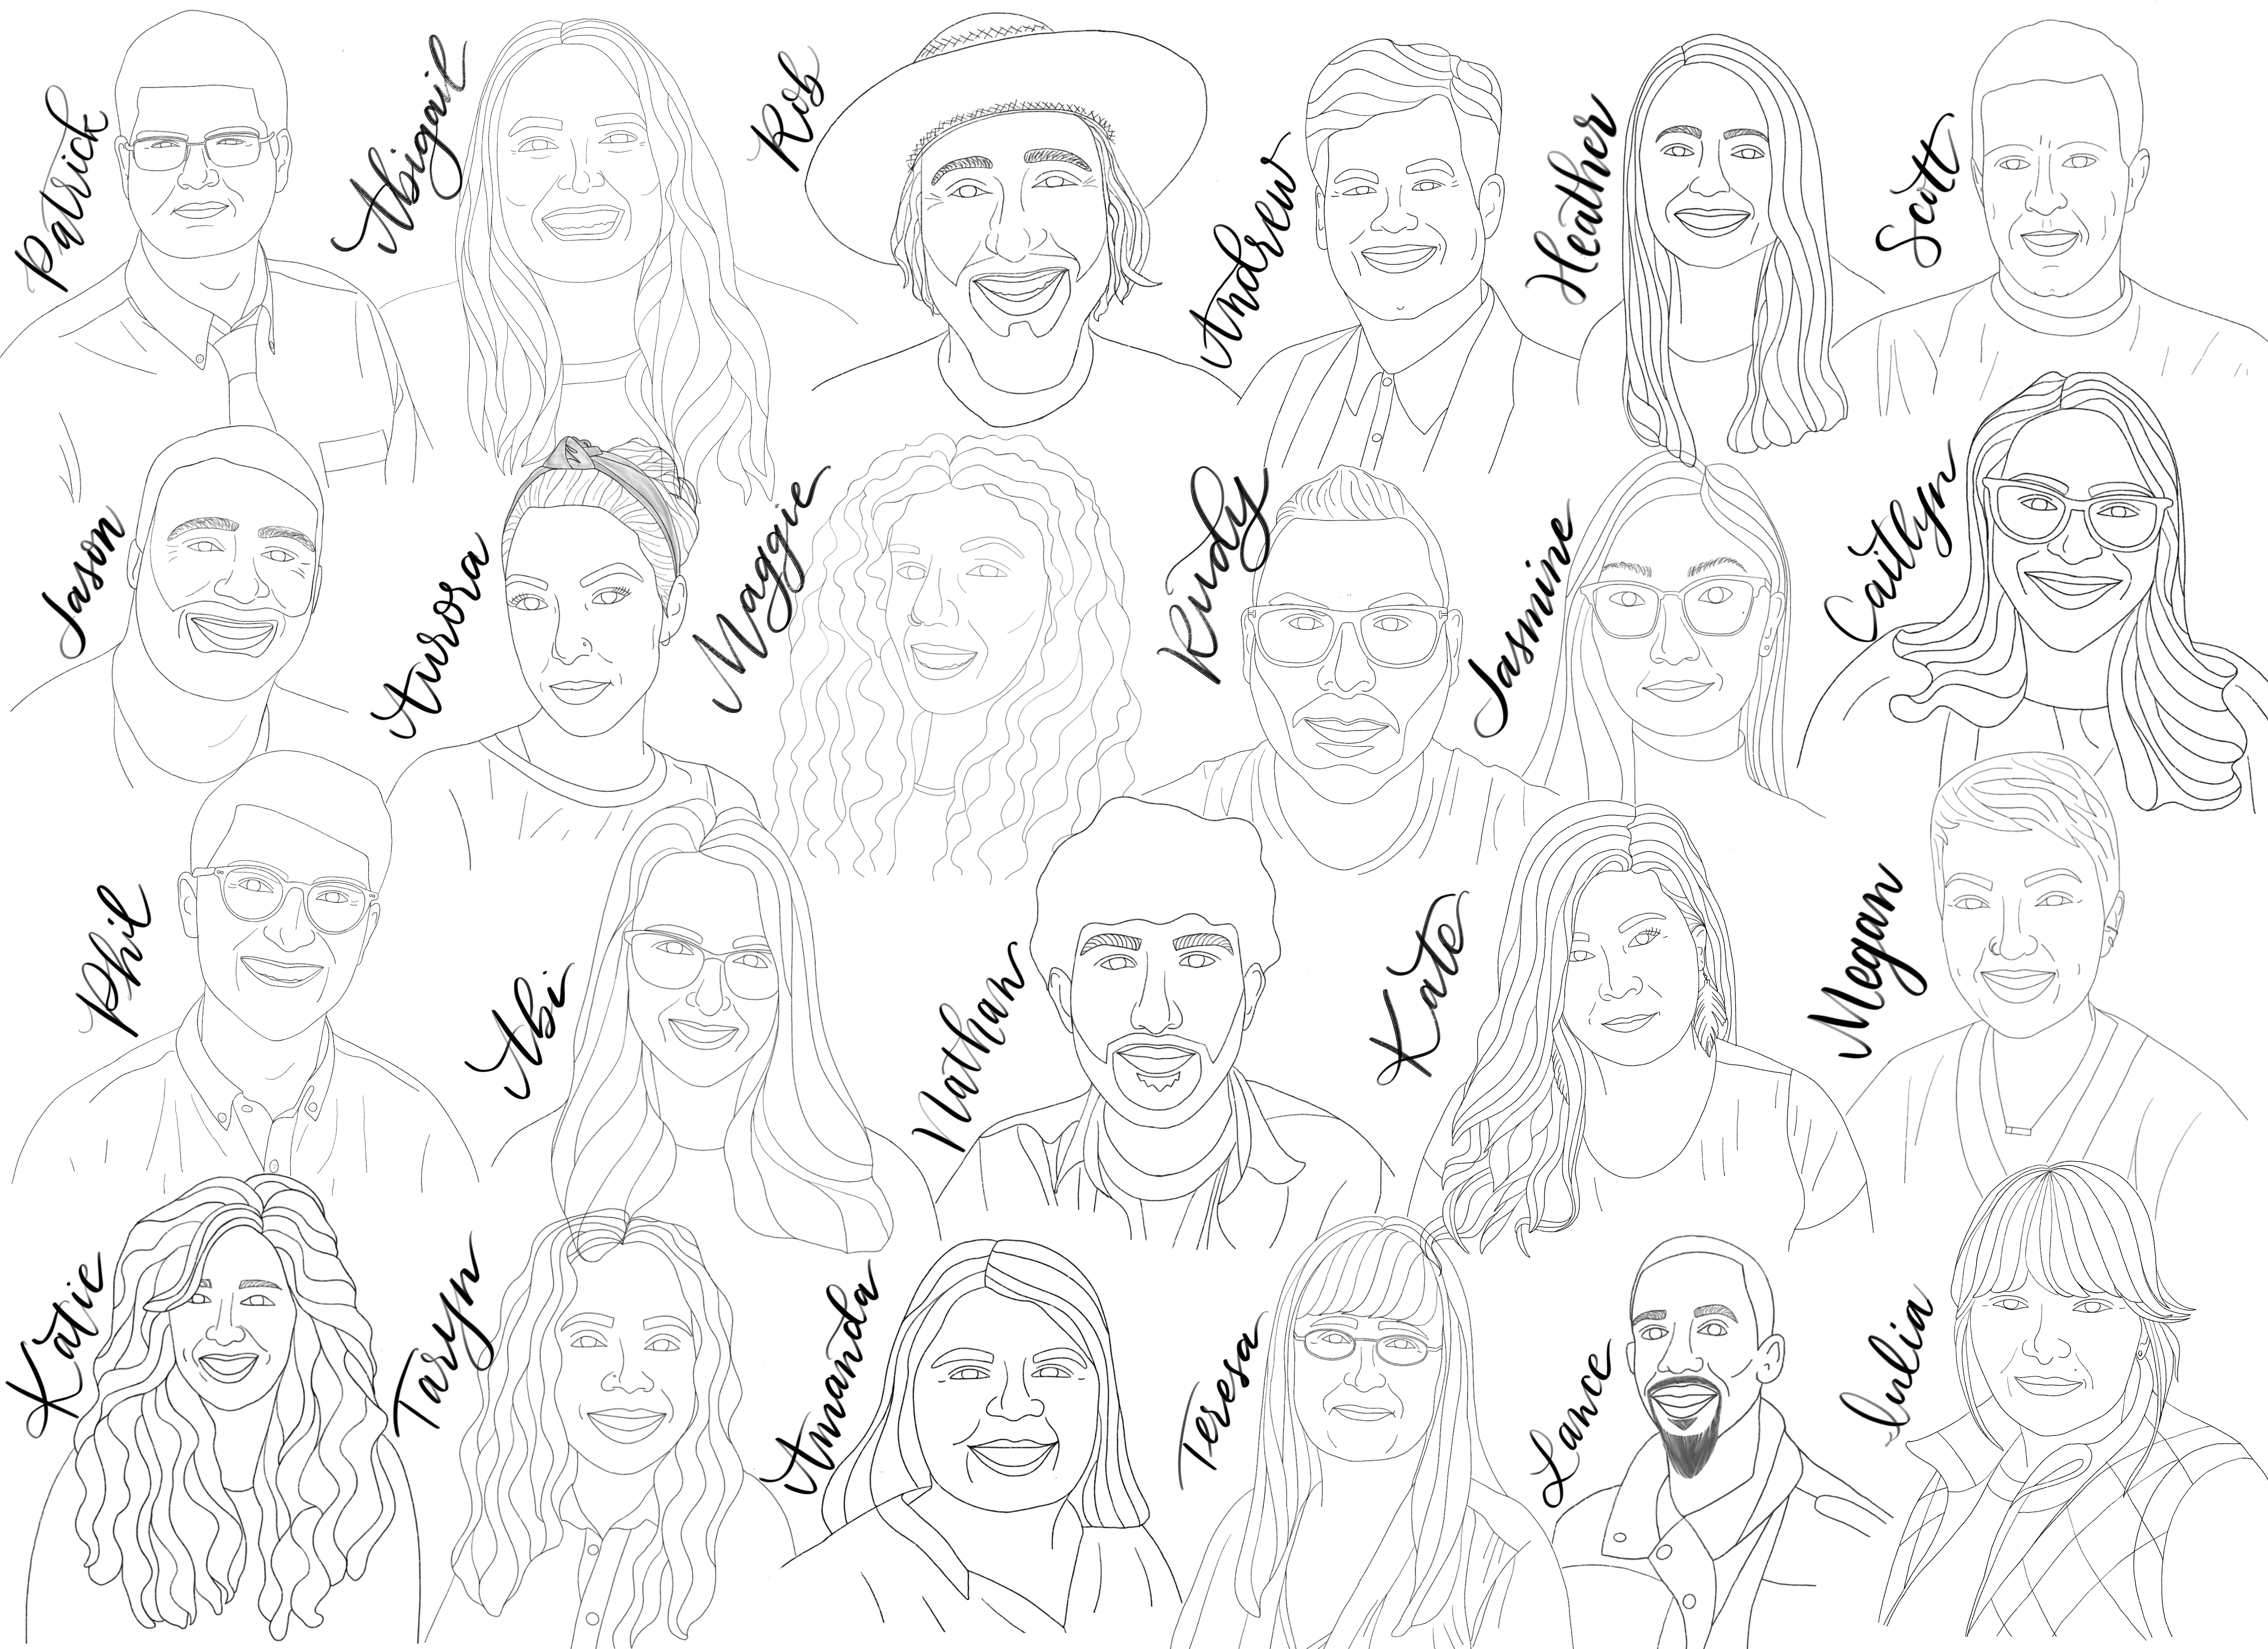 Patrick
Abigail
Rob
Andrew
Heather
Scott
Jason
Aurora
Maggie
Rudy
Jasmine
Caitlyn
Phil
Abi
Nathan
Kate
Megan
Katie
Taryn
Amanda
Teresa
Lance
Julia